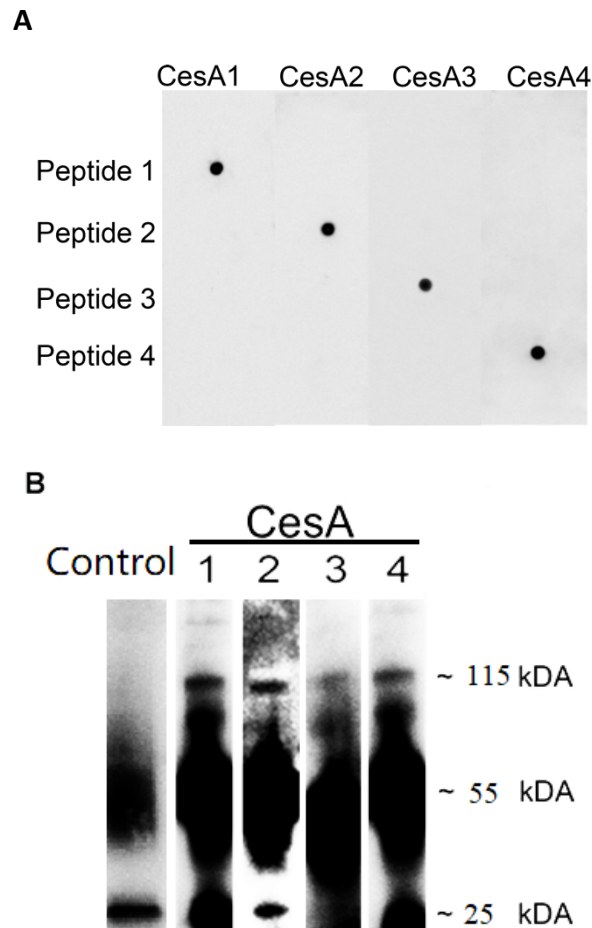 A
CesA1 CesA2 CesA3 CesA4
Peptide 1
Peptide 2
Peptide 3
Peptide 4
B
CesA
Control 1 2 3 4
~ 115 kDA
~ 55 kDA
~ 25 kDA